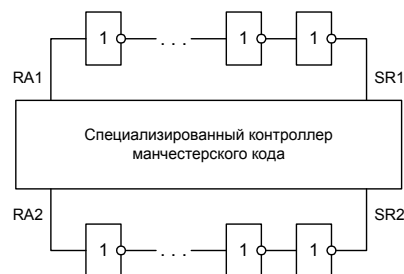 1 . . . 1 1
RA1 SR1
Специализированный контроллер
манчестерского кода
RA2 SR2
1 . . . 1 1